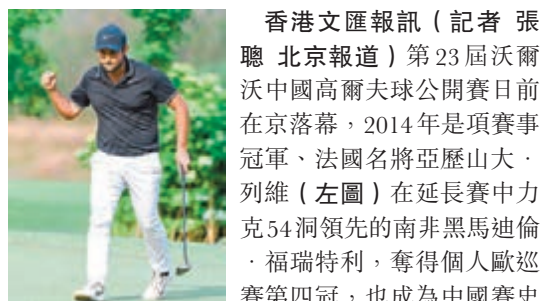 香港文匯報訊（記者 張
聰 北京報道）第23屆沃爾
沃中國高爾夫球公開賽日前
在京落幕，2014年是項賽事
冠軍、法國名將亞歷山大·
列維（左圖）在延長賽中力
克54洞領先的南非黑馬迪倫
·福瑞特利，奪得個人歐巡
賽第四冠，也成為中國賽史